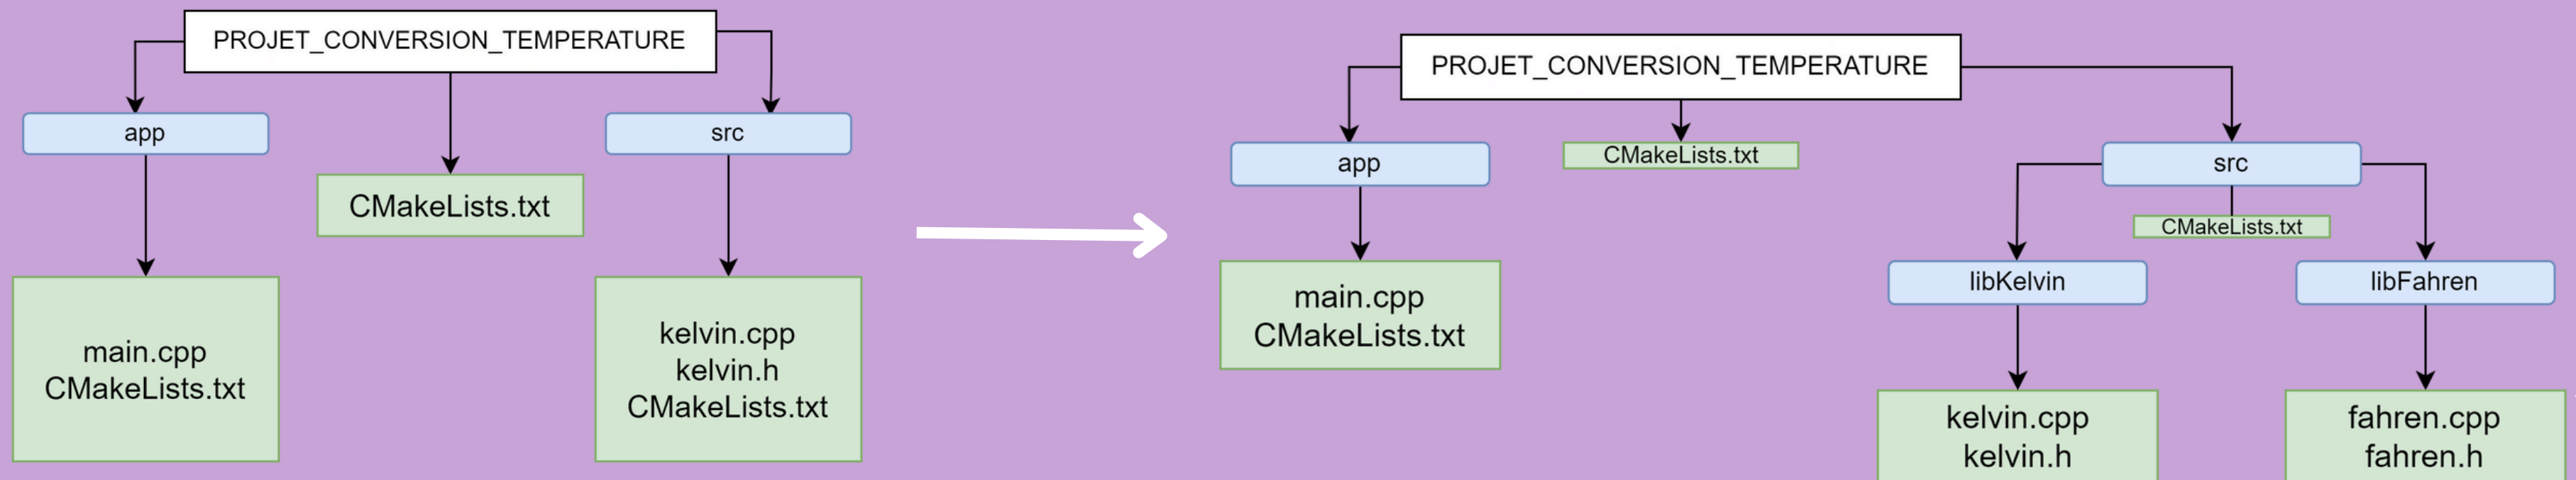 PROJET_CONVERSION_TEMPERATURE
app
src
CMakeLists.txt
main.cpp
CMakeLists.txt
kelvin.cpp
kelvin.h
CMakeLists.txt
PROJET_CONVERSION_TEMPERATURE
app
CMakeLists.txt
src
CMakeLists.txt
main.cpp
CMakeLists.txt
libKelvin
libFahren
kelvin.cpp
kelvin.h
fahren.cpp
fahren.h